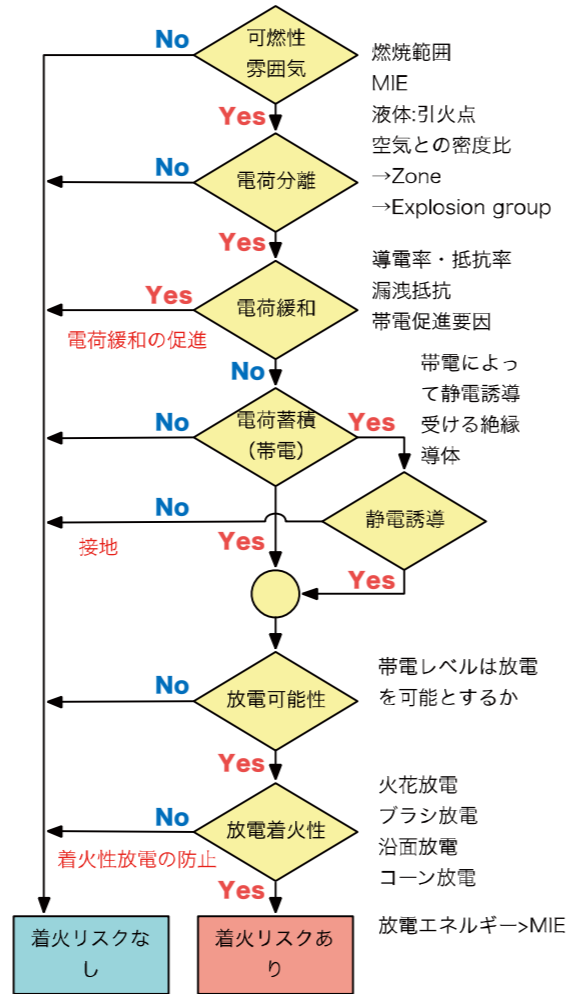 No
可燃性
雰囲気
燃焼範囲
MIE
液体:引火点
空気との密度比
→Zone
→Explosion group
Yes
No
電荷分離
Yes
導電率・抵抗率
漏洩抵抗
帯電促進要因
Yes
電荷緩和
電荷緩和の促進
No
帯電によっ
て静電誘導
受ける絶縁
導体
No
電荷蓄積
（帯電）
Yes
No
静電誘導
接地
Yes
Yes
No
放電可能性
帯電レベルは放電
を可能とするか
Yes
No
放電着火性
火花放電
ブラシ放電
沿面放電
コーン放電
着火性放電の防止
Yes
着火リスクな
し
着火リスクあ
り
放電エネルギー>MIE